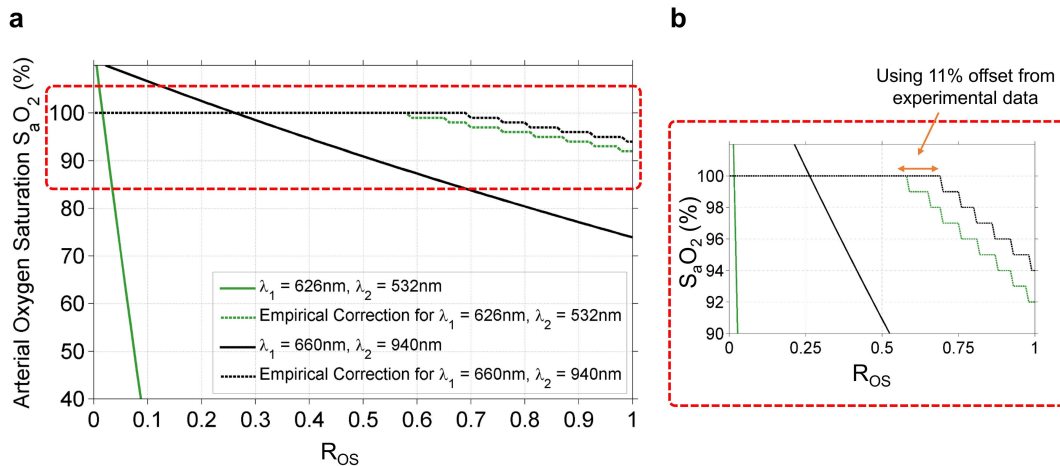 a
Arterial Oxygen Saturation SaO2 (%)
100
90
80
70
60
50
40
λ1 = 626nm, λ2 = 532nm
Empirical Correction for λ1 = 626nm, λ2 = 532nm
λ1 = 660nm, λ2 = 940nm
Empirical Correction for λ1 = 660nm, λ2 = 940nm
0 0.1 0.2 0.3 0.4 0.5 0.6 0.7 0.8 0.9 1
ROS
b
Using 11% offset from
experimental data
SaO2 (%)
100
98
96
94
92
90
0 0.25 0.5 0.75 1
ROS